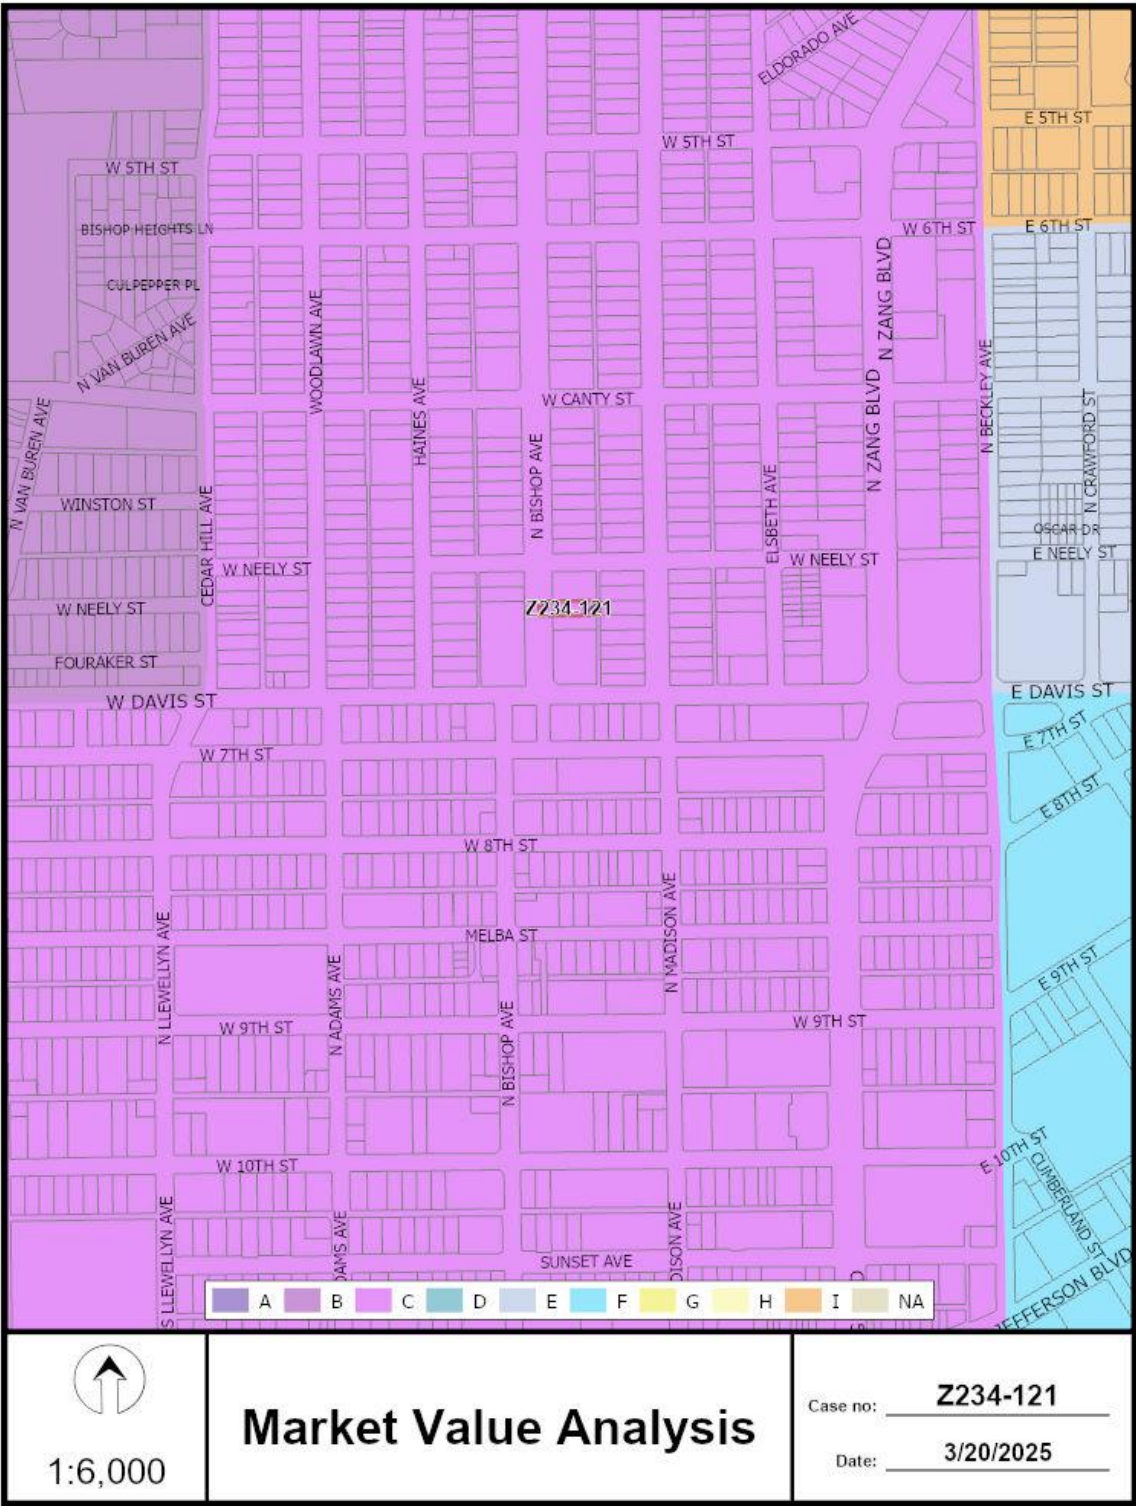 ELDORADO AVE
E 5TH ST
W 5TH ST
W 5TH ST
BISHOP HEIGHTS LN
W 6TH ST
E 6TH ST
CULPEPPER PL
N ZANG BLVD
N VAN BUREN AVE
WOODLAWN AVE
N BECKLEY AVE
HAINES AVE
W CANTY ST
N ZANG BLVD
N VAN BUREN AVE
N BISHOP AVE
N CRAWFORD ST
WINSTON ST
CEDAR HILL AVE
ELSBETH AVE
OSCAR DR
E NEELY ST
W NEELY ST
W NEELY ST
W NEELY ST
Z234-121
FOURAKER ST
W DAVIS ST
E DAVIS ST
E 7TH ST
W 7TH ST
E 8TH ST
W 8TH ST
N LLEWELLYN AVE
N MADISON AVE
MELBA ST
N ADAMS AVE
E 9TH ST
W 9TH ST
W 9TH ST
N BISHOP AVE
W 10TH ST
E 10TH ST
CUMBERLAND ST
S LLEWELLYN AVE
DAMS AVE
DISON AVE
SUNSET AVE
JEFFERSON BLVD
A B C D E F G H I NA
1:6,000
Market Value Analysis
Case no: Z234-121
Date: 3/20/2025